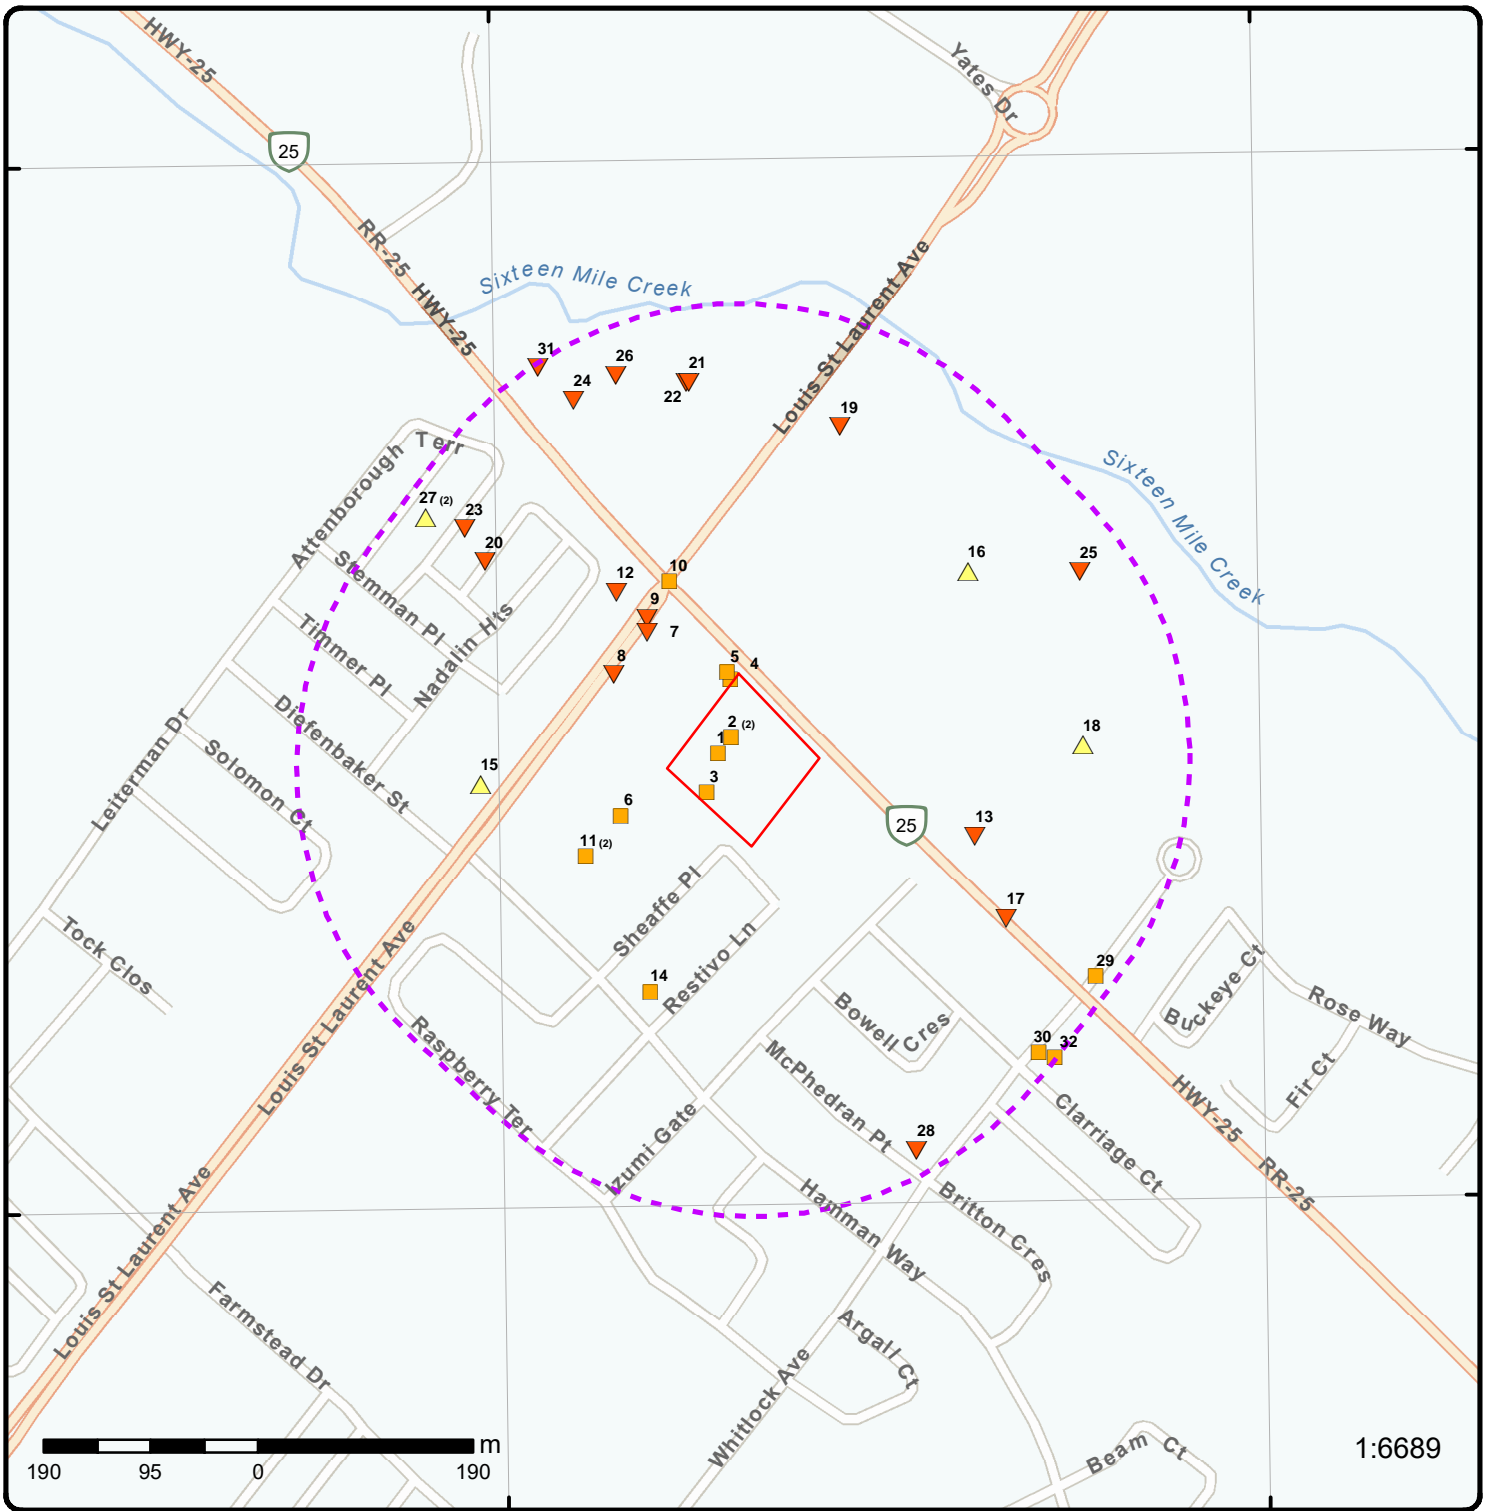 HWY-25
25
Yates Dr
RR-25
HWY-25
Sixteen Mile Creek
Louis St Laurent Ave
31
26
21
24
22
19
Attenborough Terr
Sixteen Mile Creek
27 (2)
23
20
12
10
16
25
Stemman Pl
9
7
Timmer Pl
Nadalin Hts
8
5
4
Diefenbaker St
2 (2)
1
18
Leiterman Dr
Solomon Ct
15
3
6
25
13
11 (2)
Sheaffe Pl
17
Tock Clos
Louis St Laurent Ave
Restivo Ln
14
29
Buckeye Ct
Rose Way
Bowell Cres
30
32
Raspberry Ter
McPhedran Pt
Fir Ct
HWY-25
Clarriage Ct
Izumi Gate
28
RR-25
Louis St Laurent Ave
Hamman Way
Britton Cres
Farmstead Dr
Argall Ct
Whitlock Ave
Beam Ct
m
190 95 0 190
1:6689